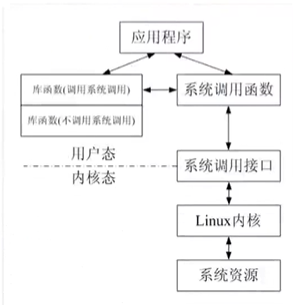 应用程序
库函数(调用系统调用)
系统调用函数
库函数(不调用系统调用)
用户态
内核态
系统调用接口
Linux内核
系统资源